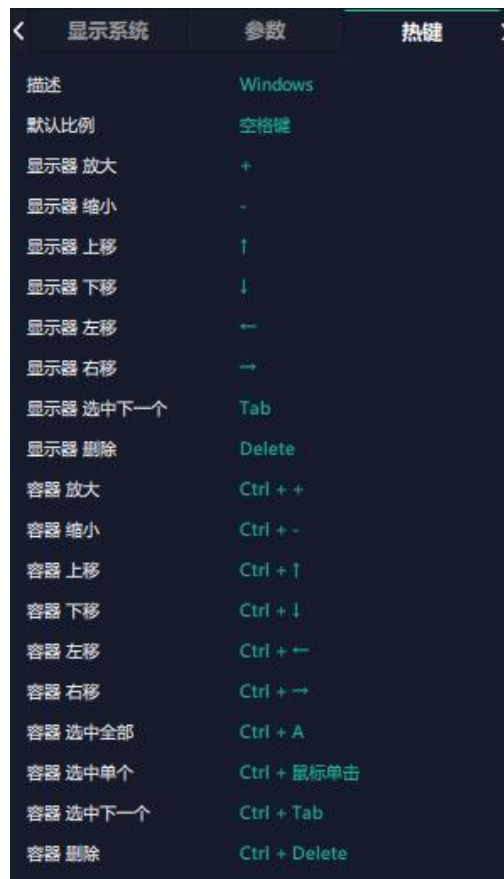 显示系统 参数 热键
描述 Windows
默认比例 空格键
显示器 放大 +
显示器 缩小 -
显示器 上移 ↑
显示器 下移 ↓
显示器 左移 ←
显示器 右移 →
显示器 选中下一个 Tab
显示器 删除 Delete
容器 放大 Ctrl + +
容器 缩小 Ctrl + -
容器 上移 Ctrl + ↑
容器 下移 Ctrl + ↓
容器 左移 Ctrl + ←
容器 右移 Ctrl + →
容器 选中全部 Ctrl + A
容器 选中单个 Ctrl + 鼠标单击
容器 选中下一个 Ctrl + Tab
容器 删除 Ctrl + Delete